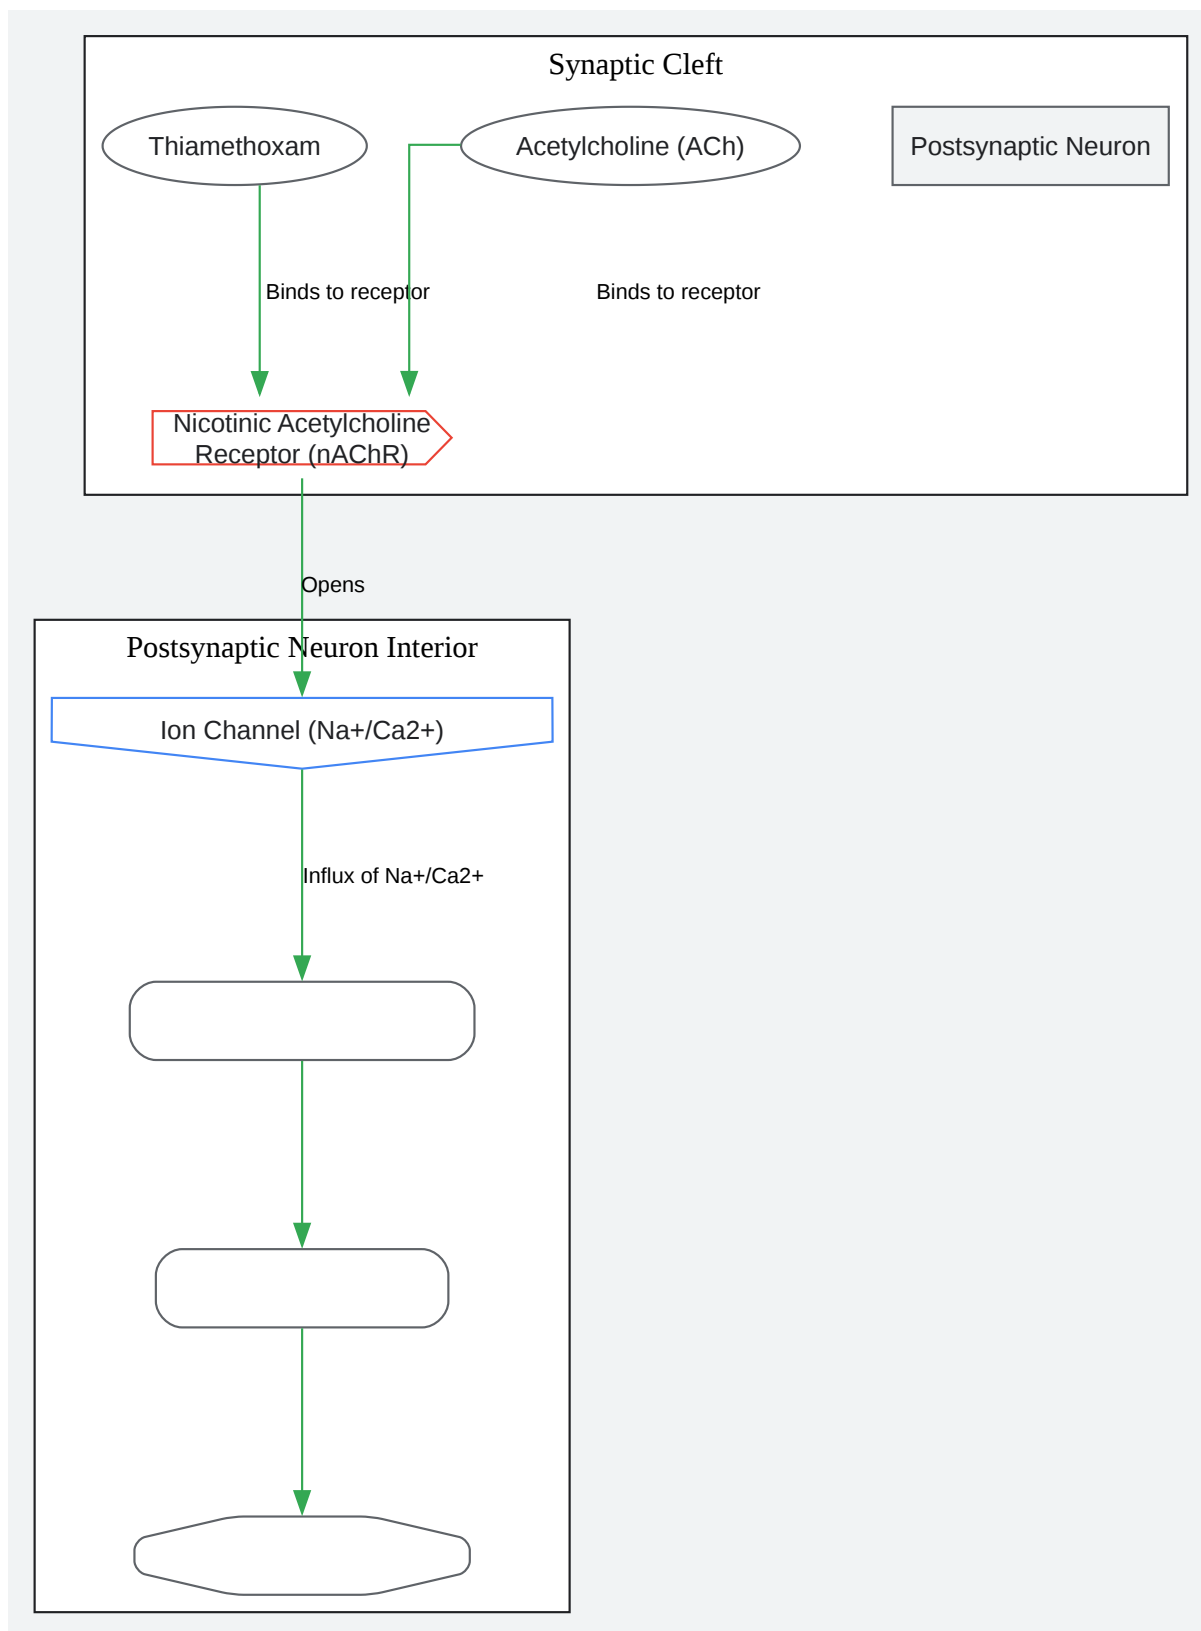 Synaptic Cleft
Thiamethoxam
Acetylcholine (ACh)
Postsynaptic Neuron
Binds to receptor
Binds to receptor
Nicotinic Acetylcholine
Receptor (nAChR)
Opens
Postsynaptic Neuron Interior
Ion Channel (Na+/Ca2+)
Influx of Na+/Ca2+